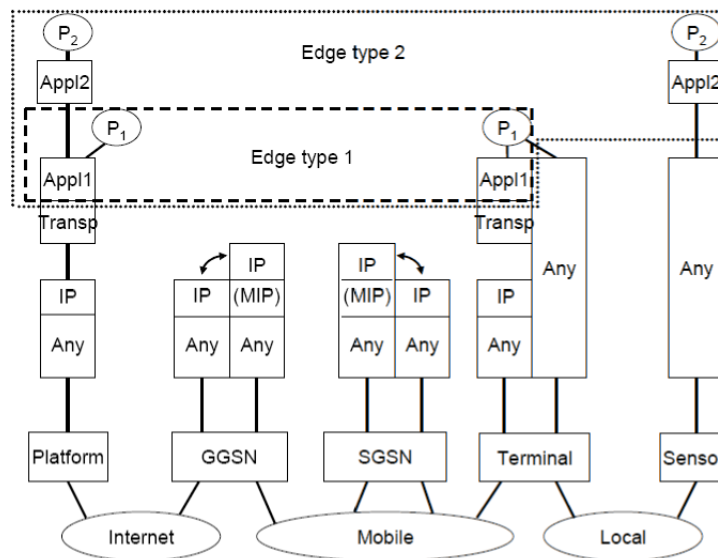 P2 P2
Edge type 2
Appl2 Appl2
P1 P1
Edge type 1
Appl1 Appl1
Transp Transp
IP IP
Any Any
IP IP (MIP) (MIP) IP IP
Any Any Any Any Any Any
Platform GGSN SGSN Terminal Senso
Internet Mobile Local